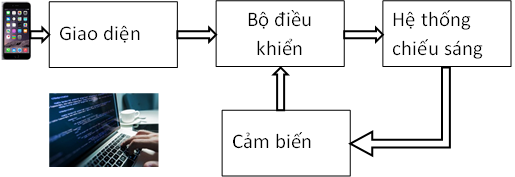 Giao diện
Bộ điều
khiển
Hệ thống
chiếu sáng
Cảm biến